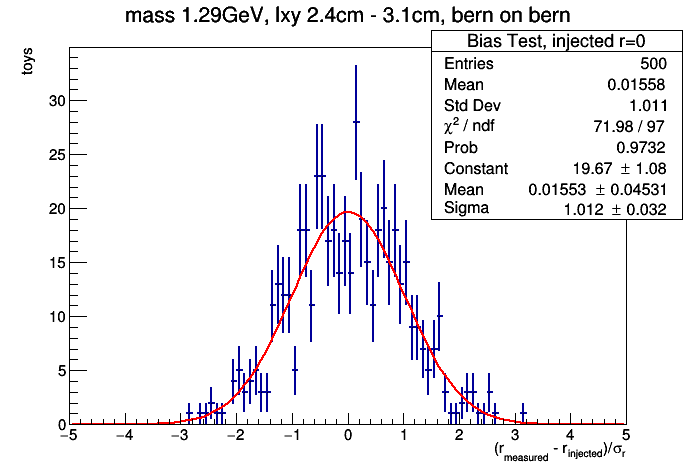 mass 1.29GeV, lxy 2.4cm - 3.1cm, bern on bern
Bias Test, injected r=0
Entries 500
Mean 0.01558
Std Dev 1.011
χ² / ndf 71.98 / 97
Prob 0.9732
Constant 19.67 ± 1.08
Mean 0.01553 ± 0.04531
Sigma 1.012 ± 0.032
toys
30
25
20
15
10
5
0
−5 −4 −3 −2 −1 0 1 2 3 4 5
(r_measured - r_injected)/σ_r